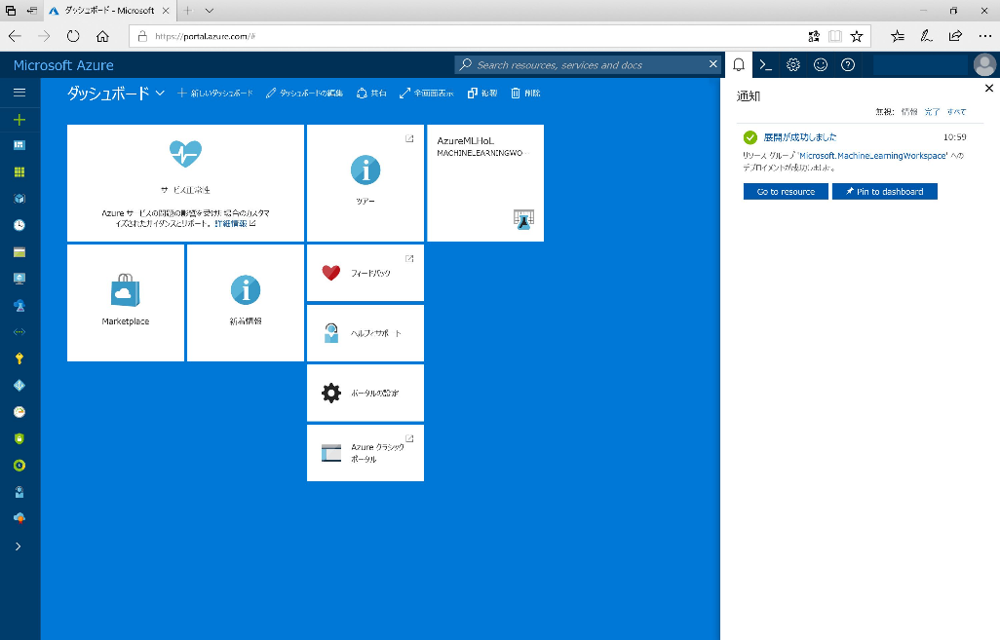 ダッシュボード - Microsoft
https://portal.azure.com/#
Microsoft Azure
Search resources, services and docs
ダッシュボード
新しいダッシュボード
ダッシュボードの編集
共有
全画面表示
複製
削除
サービス正常性
Azure サービスの問題の影響を受けた場合のカスタマ
イズされたガイダンスとサポート。 詳細情報
ツアー
AzureMLHoL
MACHINELEARNINGWO...
Marketplace
新着情報
フィードバック
ヘルプとサポート
ポータルの設定
Azure クラシック
ポータル
通知
無視: 情報 完了 すべて
展開が成功しました 10:59
リソース グループ 'Microsoft.MachineLearningWorkspace' への
デプロイメントが成功しました。
Go to resource
Pin to dashboard